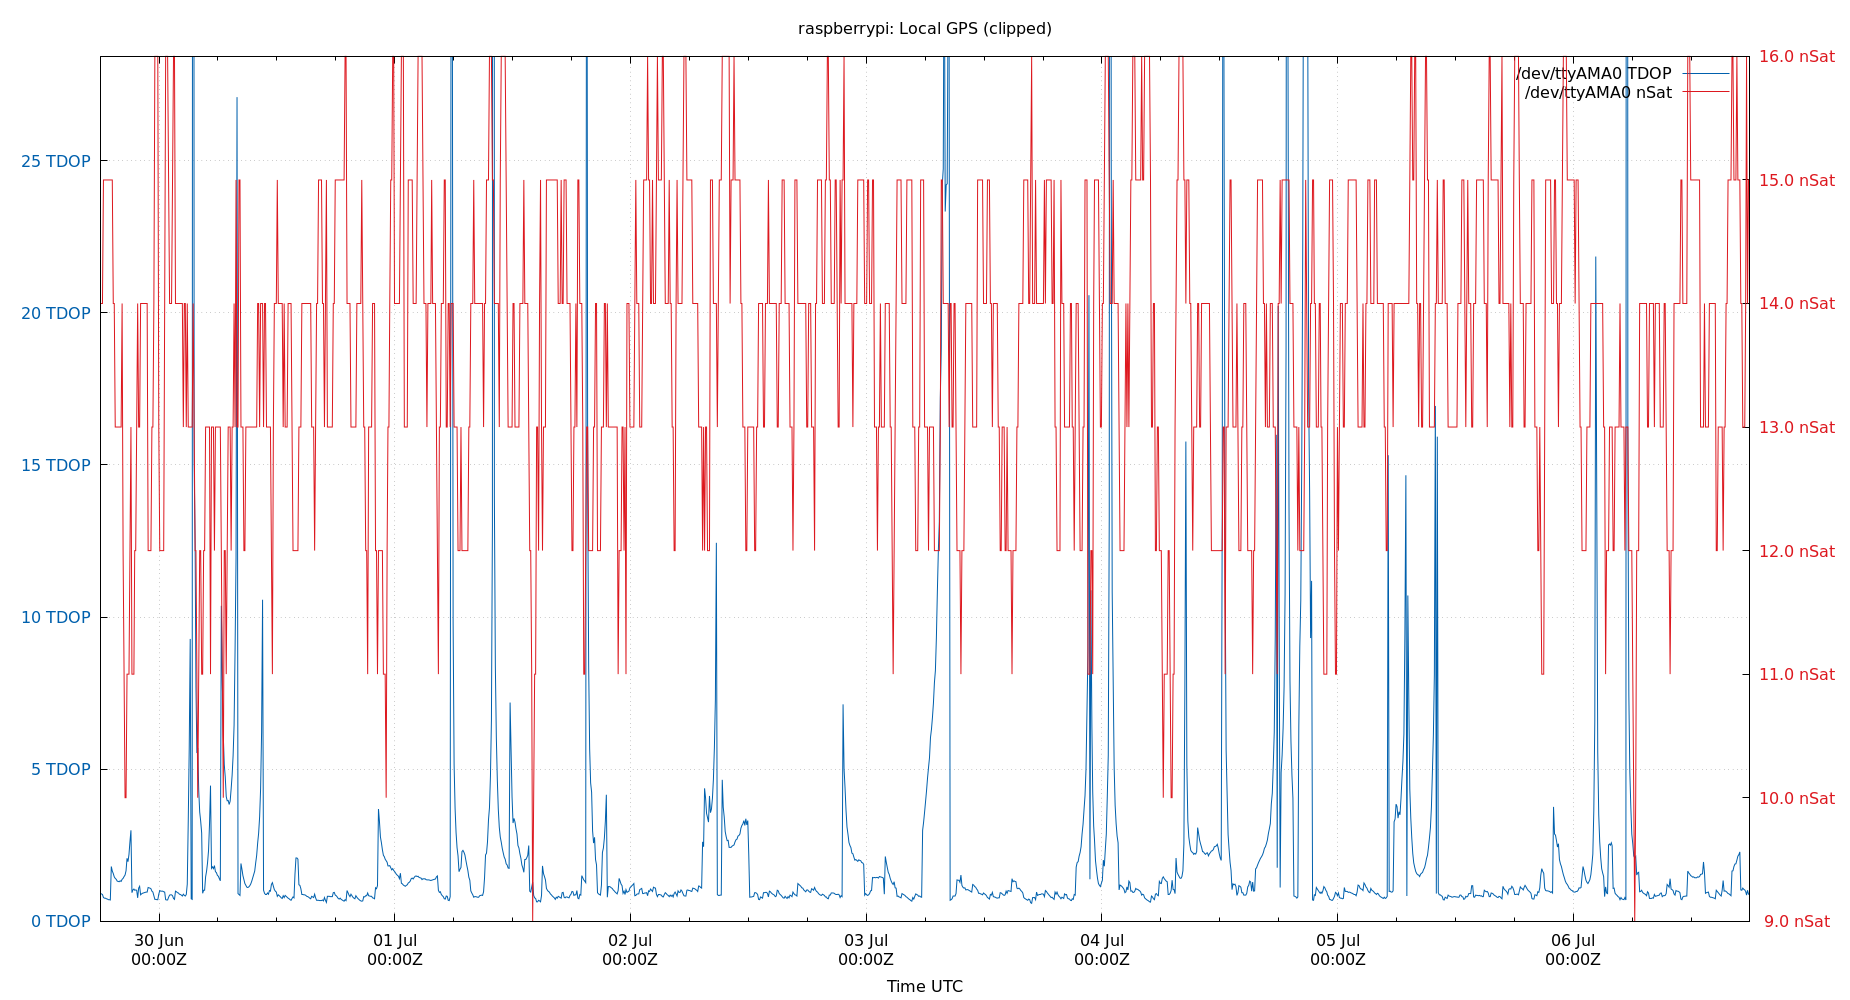 raspberrypi: Local GPS (clipped)
16.0 nSat
/dev/ttyAMA0 TDOP
/dev/ttyAMA0 nSat
25 TDOP
15.0 nSat
14.0 nSat
20 TDOP
13.0 nSat
15 TDOP
12.0 nSat
10 TDOP
11.0 nSat
5 TDOP
10.0 nSat
0 TDOP
9.0 nSat
30 Jun 01 Jul 02 Jul 03 Jul 04 Jul 05 Jul 06 Jul
00:00Z 00:00Z 00:00Z 00:00Z 00:00Z 00:00Z 00:00Z
Time UTC